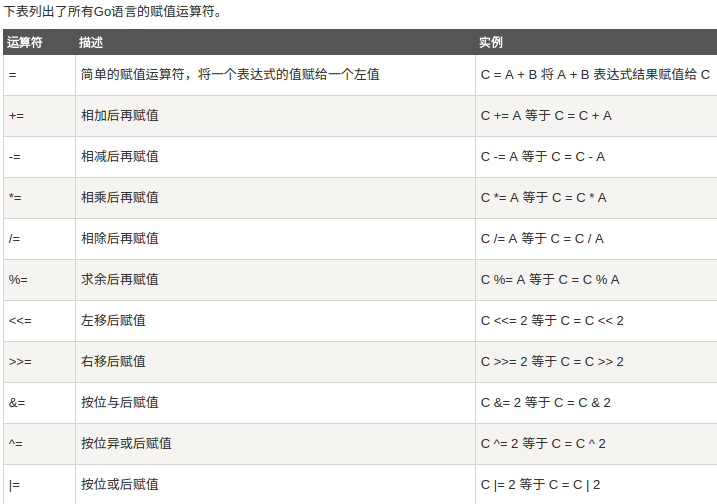 下表列出了所有Go语言的赋值运算符。
运算符 描述 实例
= 简单的赋值运算符，将一个表达式的值赋给一个左值 C = A + B 将 A + B 表达式结果赋值给 C
+= 相加后再赋值 C += A 等于 C = C + A
-= 相减后再赋值 C -= A 等于 C = C - A
*= 相乘后再赋值 C *= A 等于 C = C * A
/= 相除后再赋值 C /= A 等于 C = C / A
%= 求余后再赋值 C %= A 等于 C = C % A
<<= 左移后赋值 C <<= 2 等于 C = C << 2
>>= 右移后赋值 C >>= 2 等于 C = C >> 2
&= 按位与后赋值 C &= 2 等于 C = C & 2
^= 按位异或后赋值 C ^= 2 等于 C = C ^ 2
|= 按位或后赋值 C |= 2 等于 C = C | 2